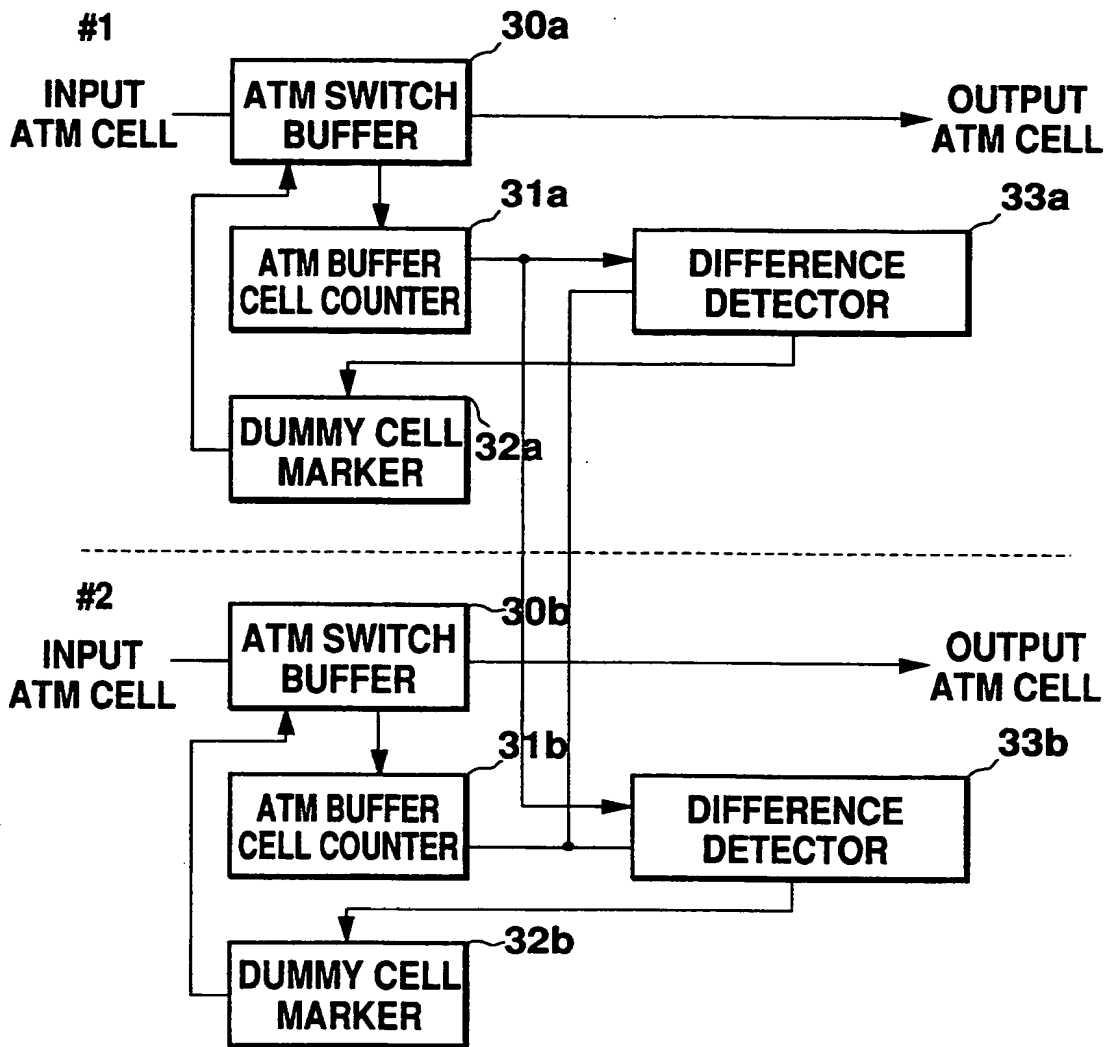 #1
30a
INPUT
ATM CELL
ATM SWITCH
BUFFER
OUTPUT
ATM CELL
31a
ATM BUFFER
CELL COUNTER
33a
DIFFERENCE
DETECTOR
DUMMY CELL
MARKER
32a
#2
30b
INPUT
ATM CELL
ATM SWITCH
BUFFER
OUTPUT
ATM CELL
31b
ATM BUFFER
CELL COUNTER
33b
DIFFERENCE
DETECTOR
32b
DUMMY CELL
MARKER